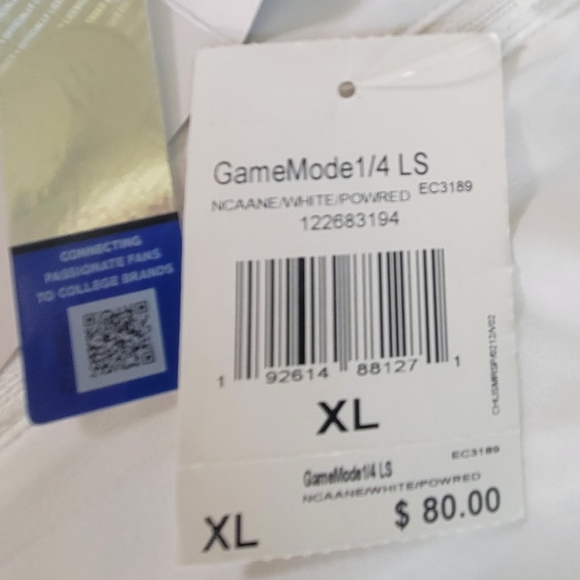 GameMode1/4 LS
NCAANE/WHITE/POWRED EC3189
122683194
1 92614 88127 1
XL
GameMode1/4 LS EC3189
NCAANE/WHITE/POWRED
XL $ 80.00
CONNECTING
PASSIONATE FANS
TO COLLEGE BRANDS